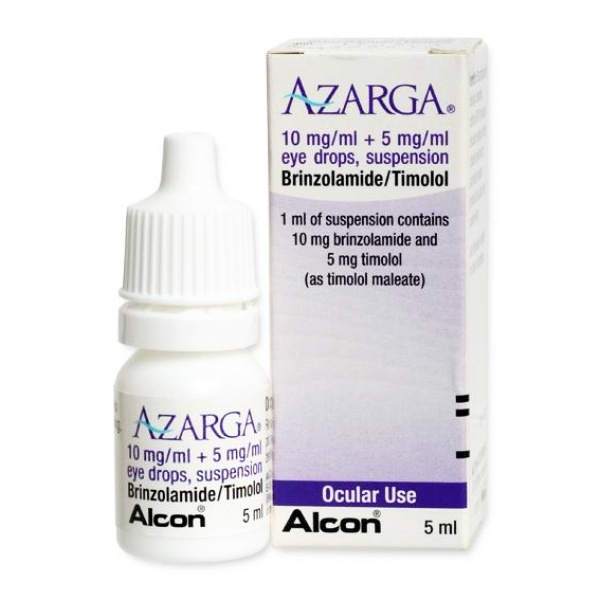 AZARGA®
10 mg/ml + 5 mg/ml
eye drops, suspension
Brinzolamide/Timolol
1 ml of suspension contains
10 mg brinzolamide and
5 mg timolol
(as timolol maleate)
Ocular Use
Alcon®
5 ml
AZARGA®
10 mg/ml + 5 mg/ml
eye drops, suspension
Brinzolamide/Timolol
Alcon®
5 ml